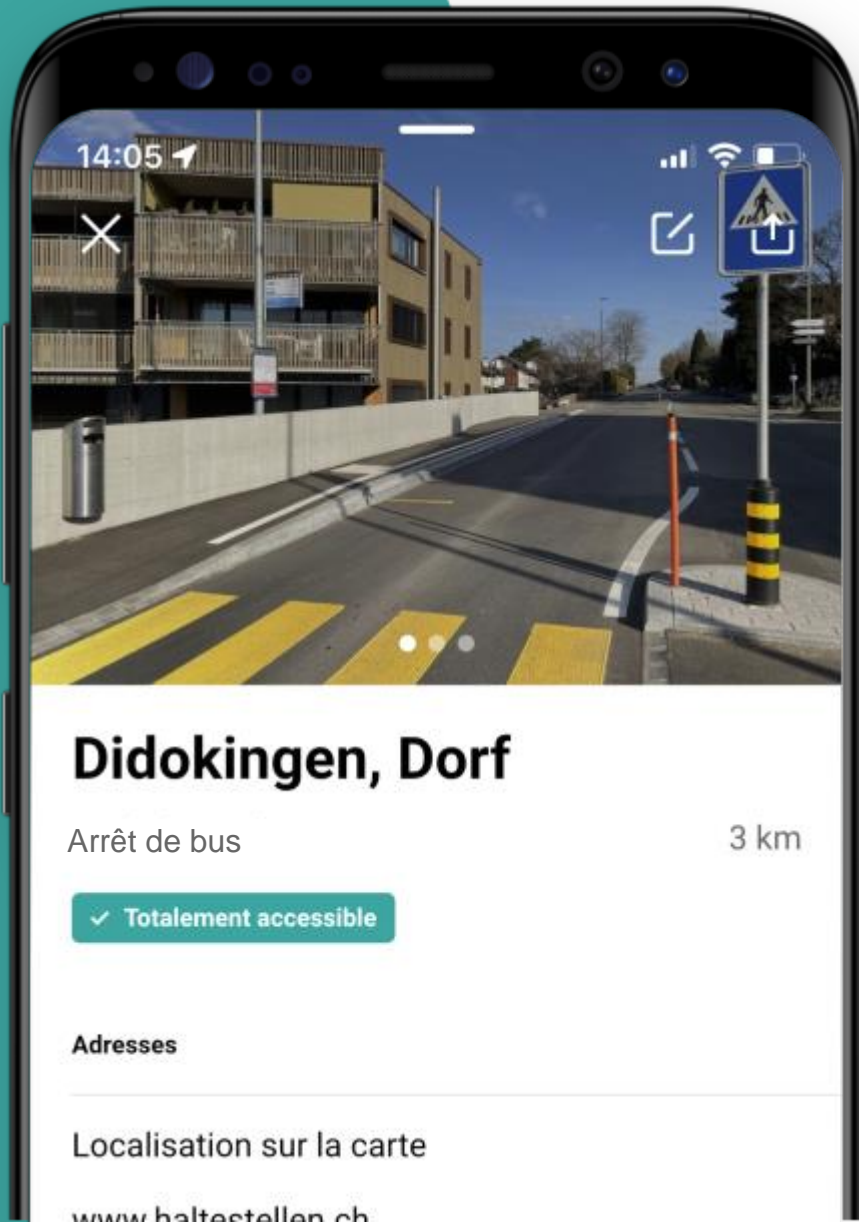 14:05
Didokingen, Dorf
Arrêt de bus
3 km
Totalement accessible
Adresses
Localisation sur la carte
www.haltestellen.ch